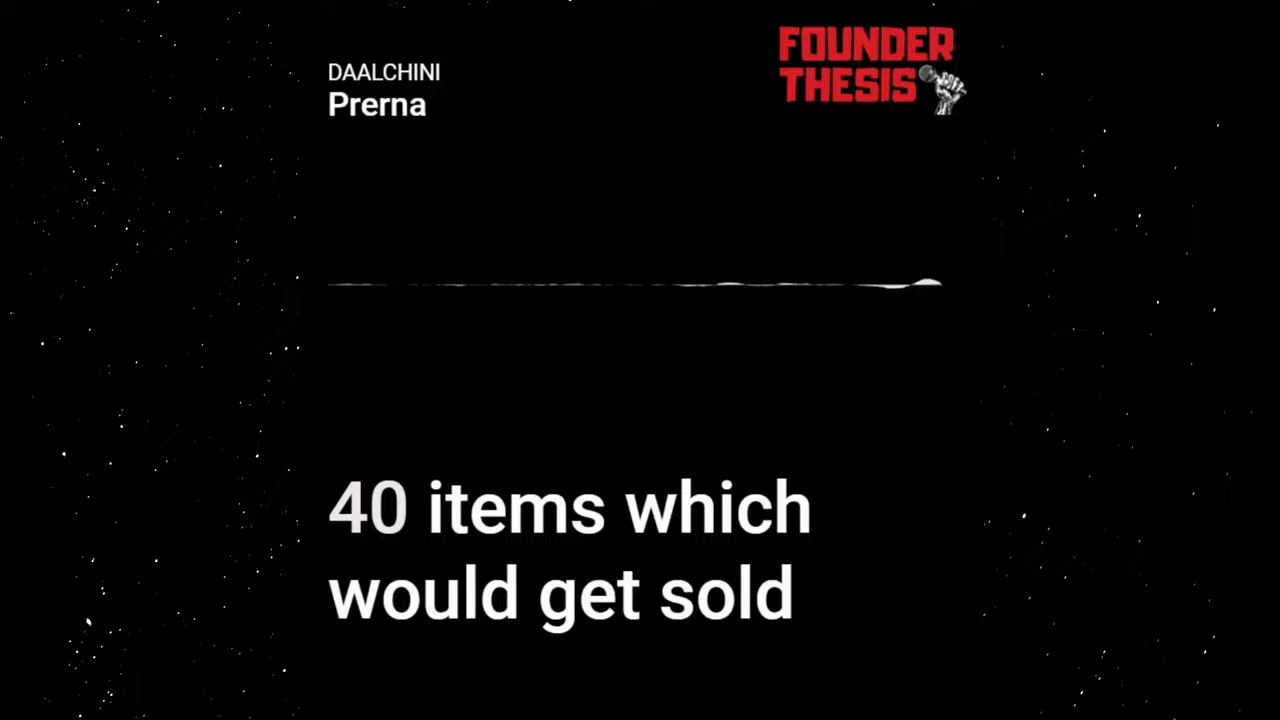 DAALCHINI
Prerna
FOUNDER
THESIS
40 items which
would get sold